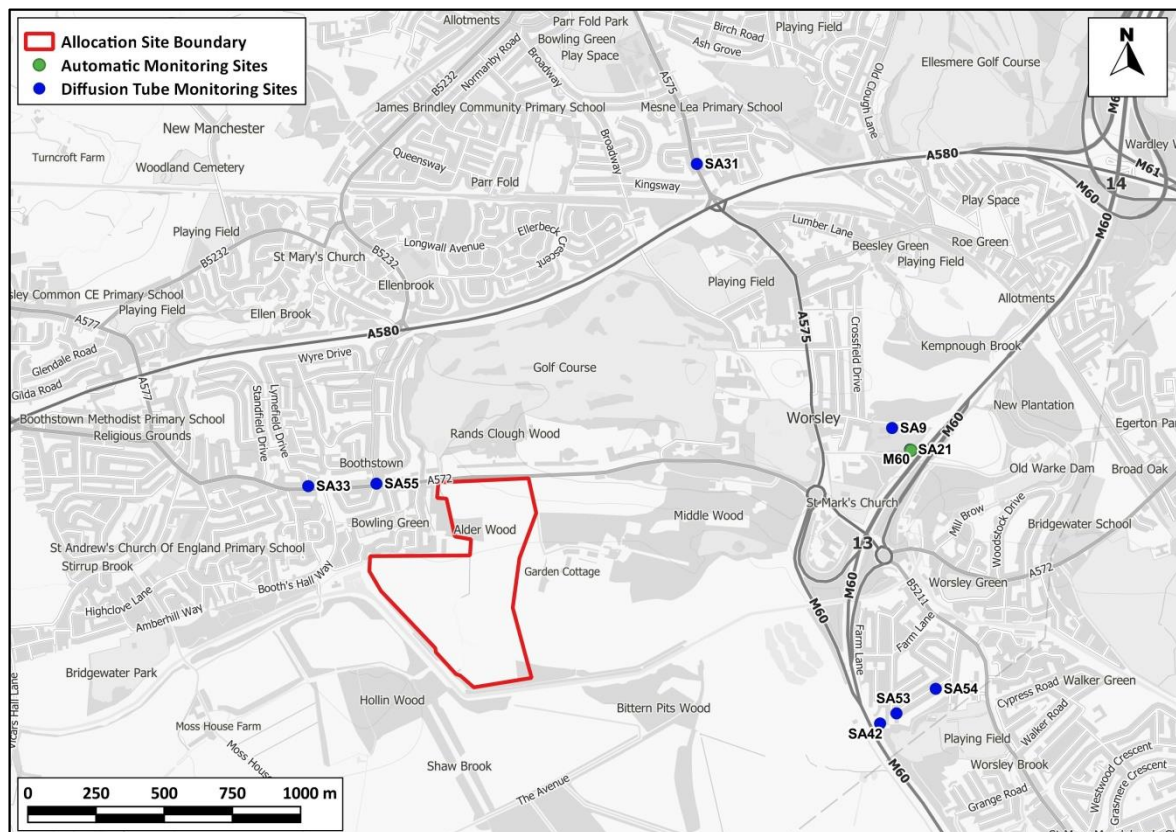 Allocation Site Boundary
Automatic Monitoring Sites
Diffusion Tube Monitoring Sites
N
Allotments
Parr Fold Park
Bowling Green
Play Space
Birch Road
Ash Grove
Playing Field
Ellesmere Golf Course
B5232
Normanby Road
Broadway
A575
Old Clough Lane
James Brindley Community Primary School
Mesne Lea Primary School
New Manchester
Turncroft Farm
Woodland Cemetery
Queensway
Broadway
SA31
A580
Wardley W
M61
14
M60
M60
Parr Fold
Kingsway
Play Space
Lumber Lane
Playing Field
B5232
St Mary's Church
B5232
Longwall Avenue
Ellerbeck Crescent
Beesley Green
Roe Green
Playing Field
Ellenbrook
Playing Field
Allotments
sley Common CE Primary School
Playing Field
Ellen Brook
A577
A580
A575
Crossfield Drive
Kempnough Brook
Glendale Road
Wyre Drive
Gilda Road
A577
Golf Course
Lymefield Drive
Standfield Drive
Boothstown Methodist Primary School
Religious Grounds
Worsley
New Plantation
Egerton Par
Rands Clough Wood
SA9
M60
M60
SA21
Boothstown
Old Warke Dam
Broad Oak
SA33
SA55
A572
St Mark's Church
Mill Brow
Woodstock Drive
Bridgewater School
Bowling Green
Alder Wood
Middle Wood
13
St Andrew's Church Of England Primary School
Stirrup Brook
Booth's Hall Way
Garden Cottage
Worsley Green
A572
Highclove Lane
Amberhill Way
M60
M60
B5211
Farm Lane
Farm Lane
Bridgewater Park
Hollin Wood
Bittern Pits Wood
SA54
SA53
SA42
Cypress Road
Walker Green
Walker Road
Vicars Hall Lane
Moss House Farm
Moss House
Playing Field
Worsley Brook
Shaw Brook
The Avenue
M60
Grange Road
Westwood Crescent
Grasmere Crescent
0 250 500 750 1000 m